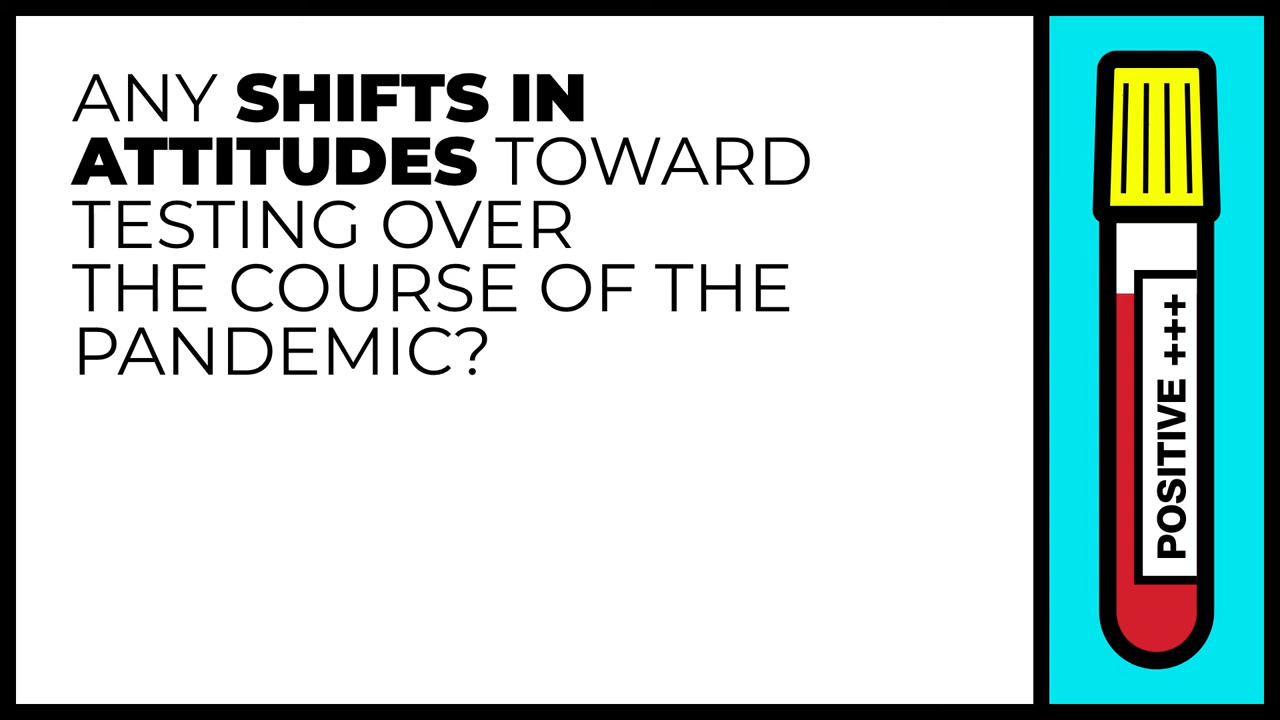 ANY SHIFTS IN
ATTITUDES TOWARD
TESTING OVER
THE COURSE OF THE
PANDEMIC?
POSITIVE +++